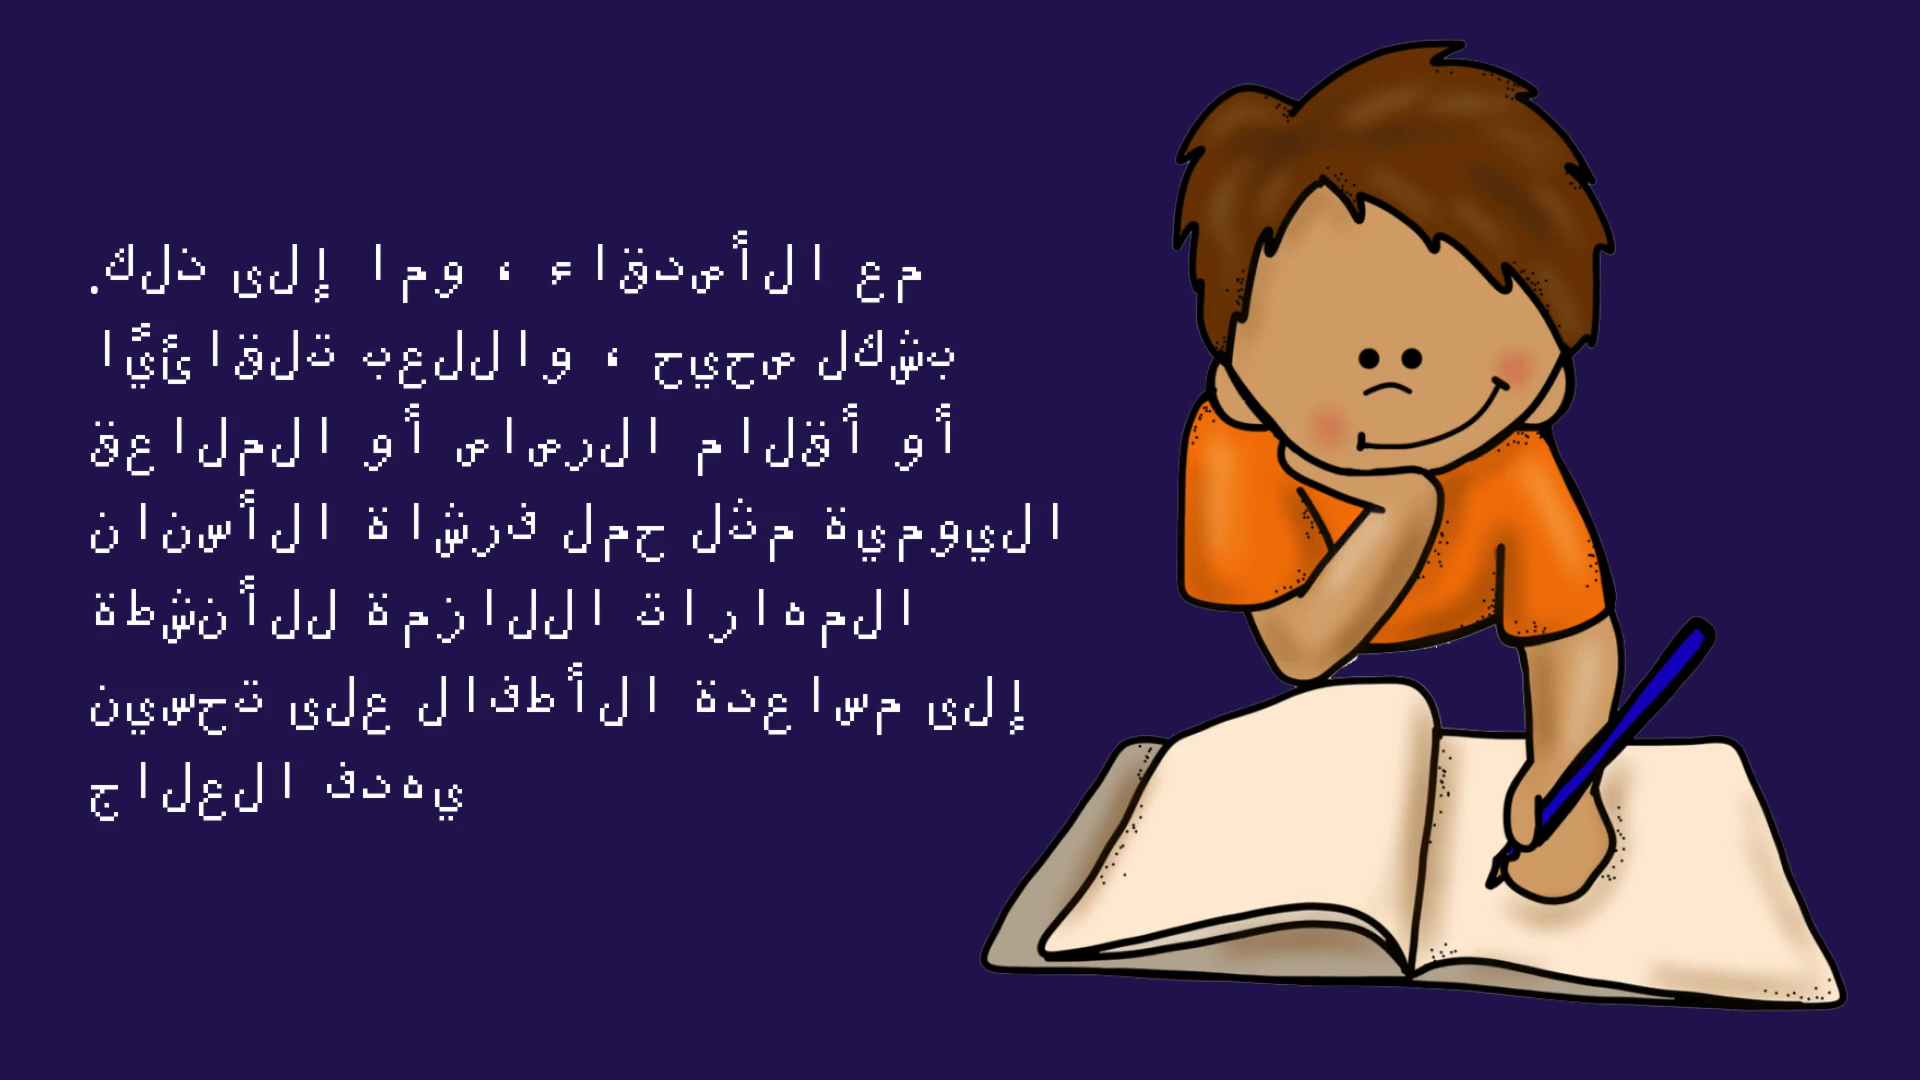 مع الأصدقاء ، وما إلى ذلك.
بشكل صحيح ، واللعب تلقائيًا
أو أقلام الرصاص أو الملاعق
اليومية مثل حمل فرشاة الأسنان
المهارات اللازمة للأنشطة
إلى مساعدة الأطفال على تحسين
يهدف العلاج